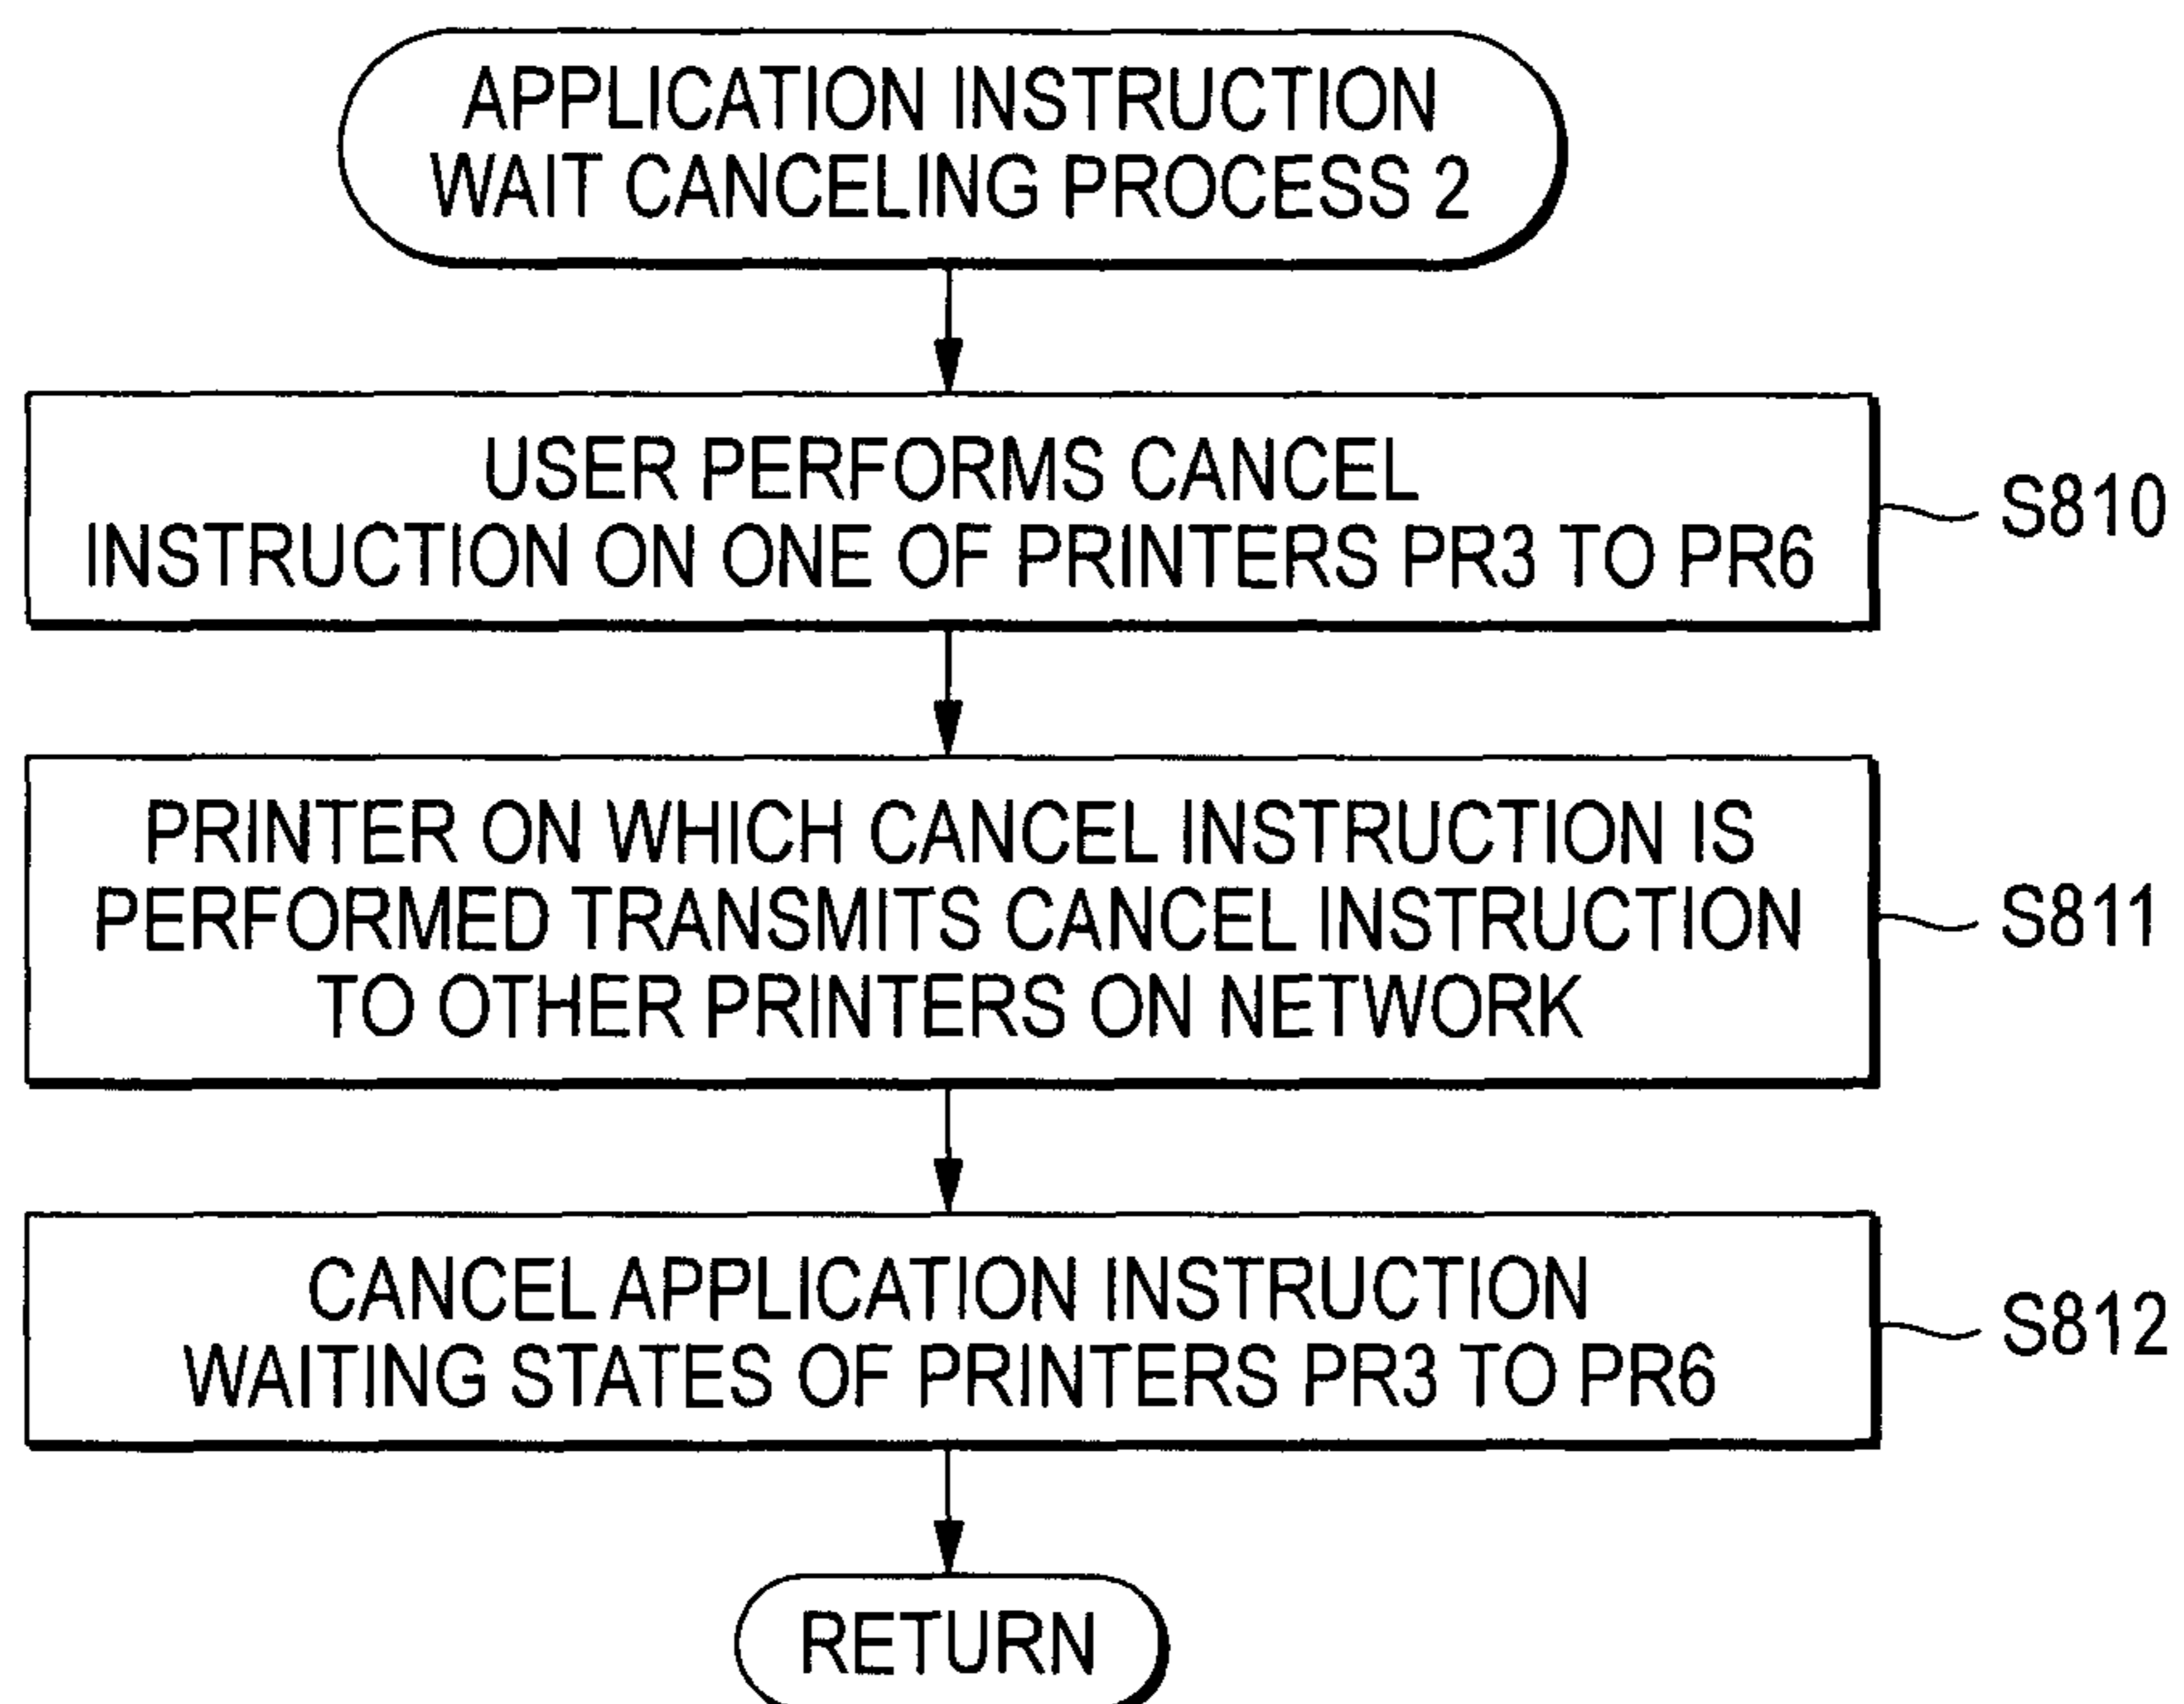 APPLICATION INSTRUCTION
WAIT CANCELING PROCESS 2
USER PERFORMS CANCEL
INSTRUCTION ON ONE OF PRINTERS PR3 TO PR6
S810
PRINTER ON WHICH CANCEL INSTRUCTION IS
PERFORMED TRANSMITS CANCEL INSTRUCTION
TO OTHER PRINTERS ON NETWORK
S811
CANCEL APPLICATION INSTRUCTION
WAITING STATES OF PRINTERS PR3 TO PR6
S812
RETURN